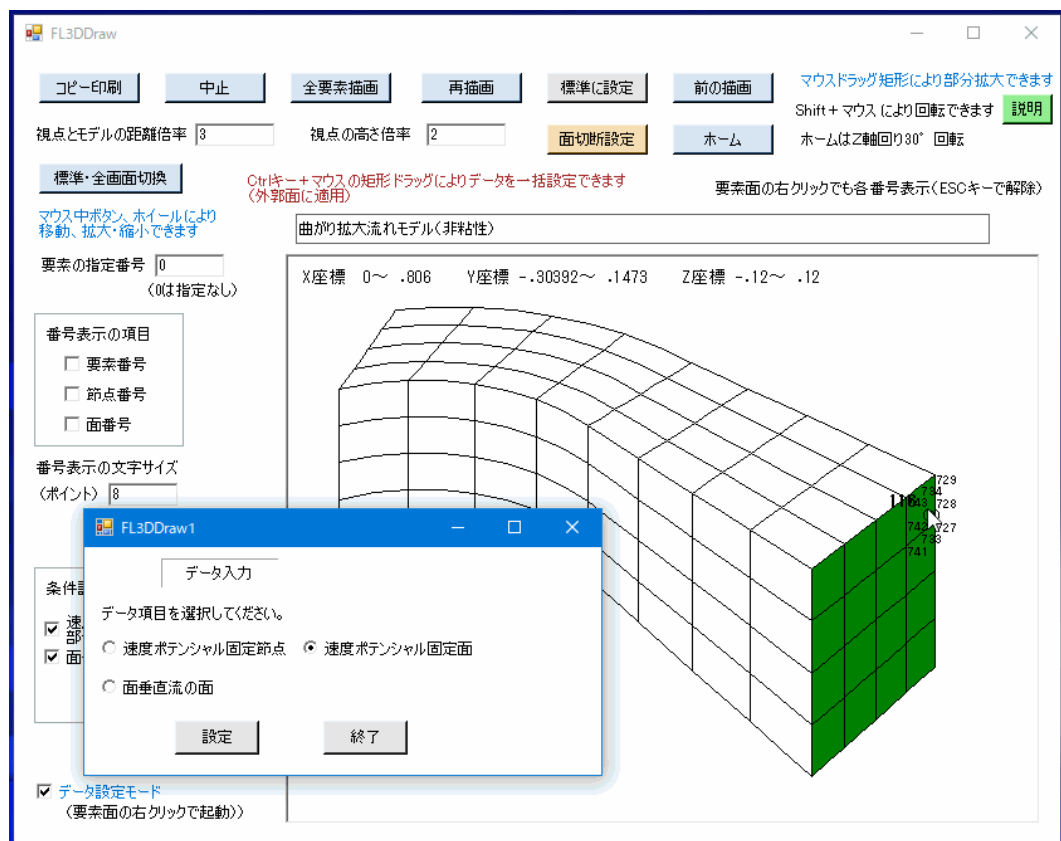 FL3DDraw
コピー印刷 中止 全要素描画 再描画 標準に設定 前の描画
マウスドラッグ矩形により部分拡大できます
Shift+マウスにより回転できます 説明
視点とモデルの距離倍率 3 視点の高さ倍率 2 面切断設定 ホーム ホームはZ軸回り30° 回転
標準・全画面切換
Ctrlキー+マウスの矩形ドラッグによりデータを一括設定できます
(外郭面に適用)
要素面の右クリックでも各番号表示(ESCキーで解除)
マウス中ボタン、ホイールにより
移動、拡大・縮小できます
曲がり拡大流れモデル(非粘性)
要素の指定番号 0
(0は指定なし)
X座標 0~ .806 Y座標 -.30392~ .1473 Z座標 -.12~ .12
番号表示の項目
要素番号
節点番号
面番号
番号表示の文字サイズ
(ポイント) 8
729
734
728
727
733
741
FL3DDraw1
データ入力
データ項目を選択してください。
速度ポテンシャル固定節点 速度ポテンシャル固定面
面垂直流の面
設定 終了
条件
速
部
面
データ設定モード
(要素面の右クリックで起動))